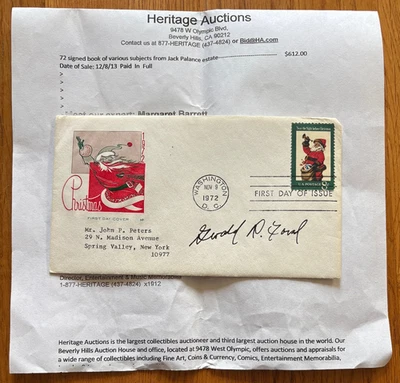 Heritage Auctions
9478 W Olympic Blvd,
Beverly Hills, CA 90212
Contact us at 877-HERITAGE (437-4824) or BidBIHA.com
72 signed book of various subjects from Jack Palance estate $612.00
Date of Sale: 12/8/13 Paid In Full
>
>
>
>
Meet our expert: Margaret Barrett
1972
Christmas
FIRST DAY COVER
WASHINGTON
NOV 9
1972
D. C.
U.S. POSTAGE 8c
FIRST DAY OF ISSUE
Mr. John P. Peters
29 N. Madison Avenue
Spring Valley, New York
10977
Gerald R. Ford
Director, Entertainment & Music Memorabilia
1-877-HERITAGE (437-4824) x1912
>
>
Heritage Auctions is the largest collectibles auctioneer and third largest auction house in the world. Our
Beverly Hills Auction House and office, located at 9478 West Olympic, offers auctions and appraisals for
a wide range of collectibles including Fine Art, Coins & Currency, Comics, Entertainment Memorabilia,